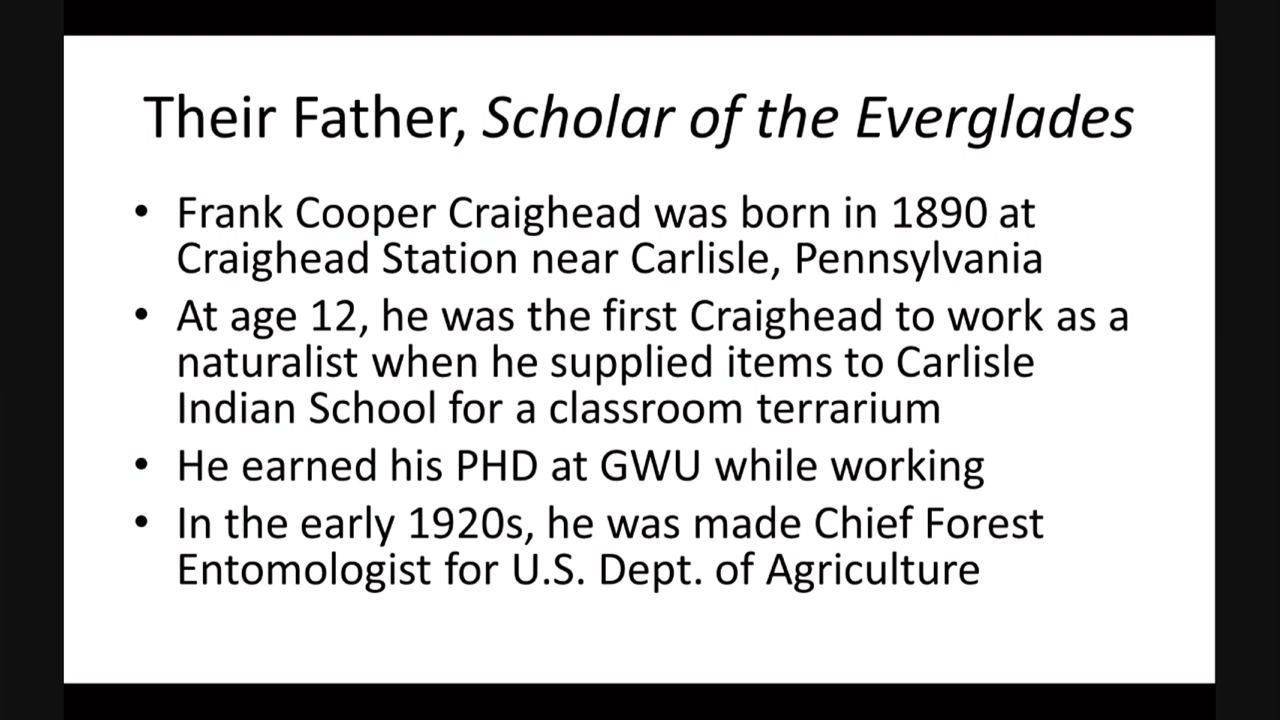 Their Father, Scholar of the Everglades
• Frank Cooper Craighead was born in 1890 at
Craighead Station near Carlisle, Pennsylvania
• At age 12, he was the first Craighead to work as a
naturalist when he supplied items to Carlisle
Indian School for a classroom terrarium
• He earned his PHD at GWU while working
• In the early 1920s, he was made Chief Forest
Entomologist for U.S. Dept. of Agriculture